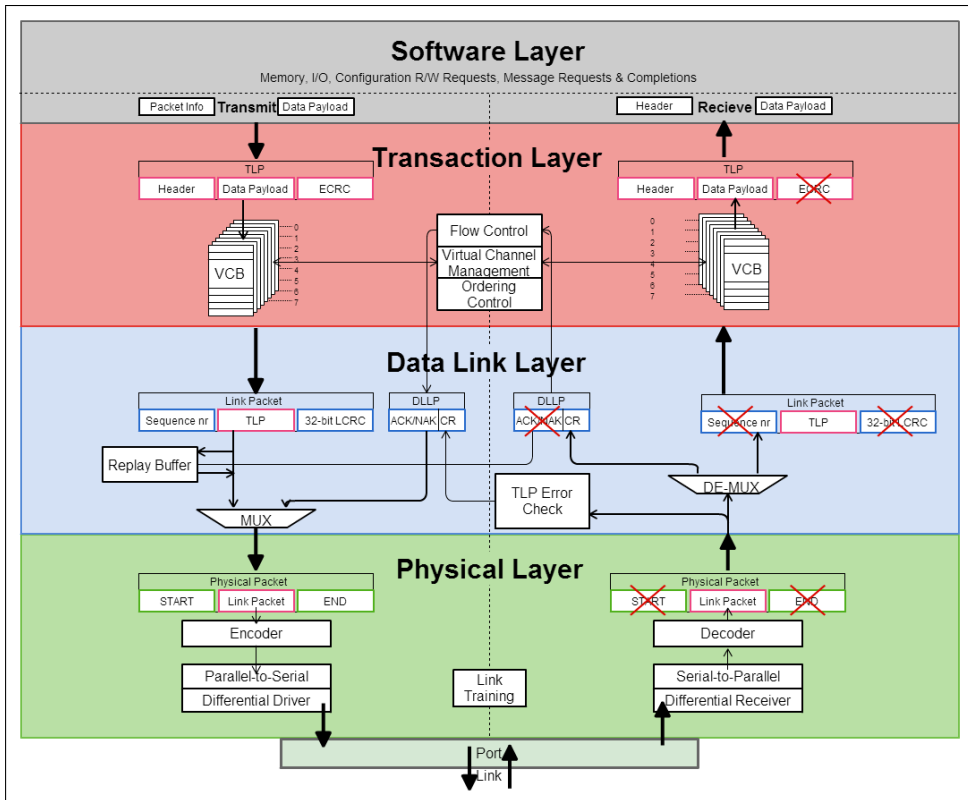 Software Layer
Memory, I/O, Configuration R/W Requests, Message Requests & Completions
Packet Info Transmit Data Payload
Header Recieve Data Payload
Transaction Layer
TLP
Header Data Payload ECRC
TLP
Header Data Payload ECRC
VCB
0
1
2
3
4
5
6
7
Flow Control
Virtual Channel
Management
Ordering
Control
0
1
2
3
4
5
6
7
VCB
Data Link Layer
Link Packet
Sequence nr TLP 32-bit LCRC
DLLP
ACK/NAK CR
DLLP
ACK/NAK CR
Link Packet
Sequence nr TLP 32-bit LCRC
Replay Buffer
MUX
TLP Error
Check
DE-MUX
Physical Layer
Physical Packet
START Link Packet END
Physical Packet
START Link Packet END
Encoder
Decoder
Parallel-to-Serial
Differential Driver
Link
Training
Serial-to-Parallel
Differential Receiver
Port
Link